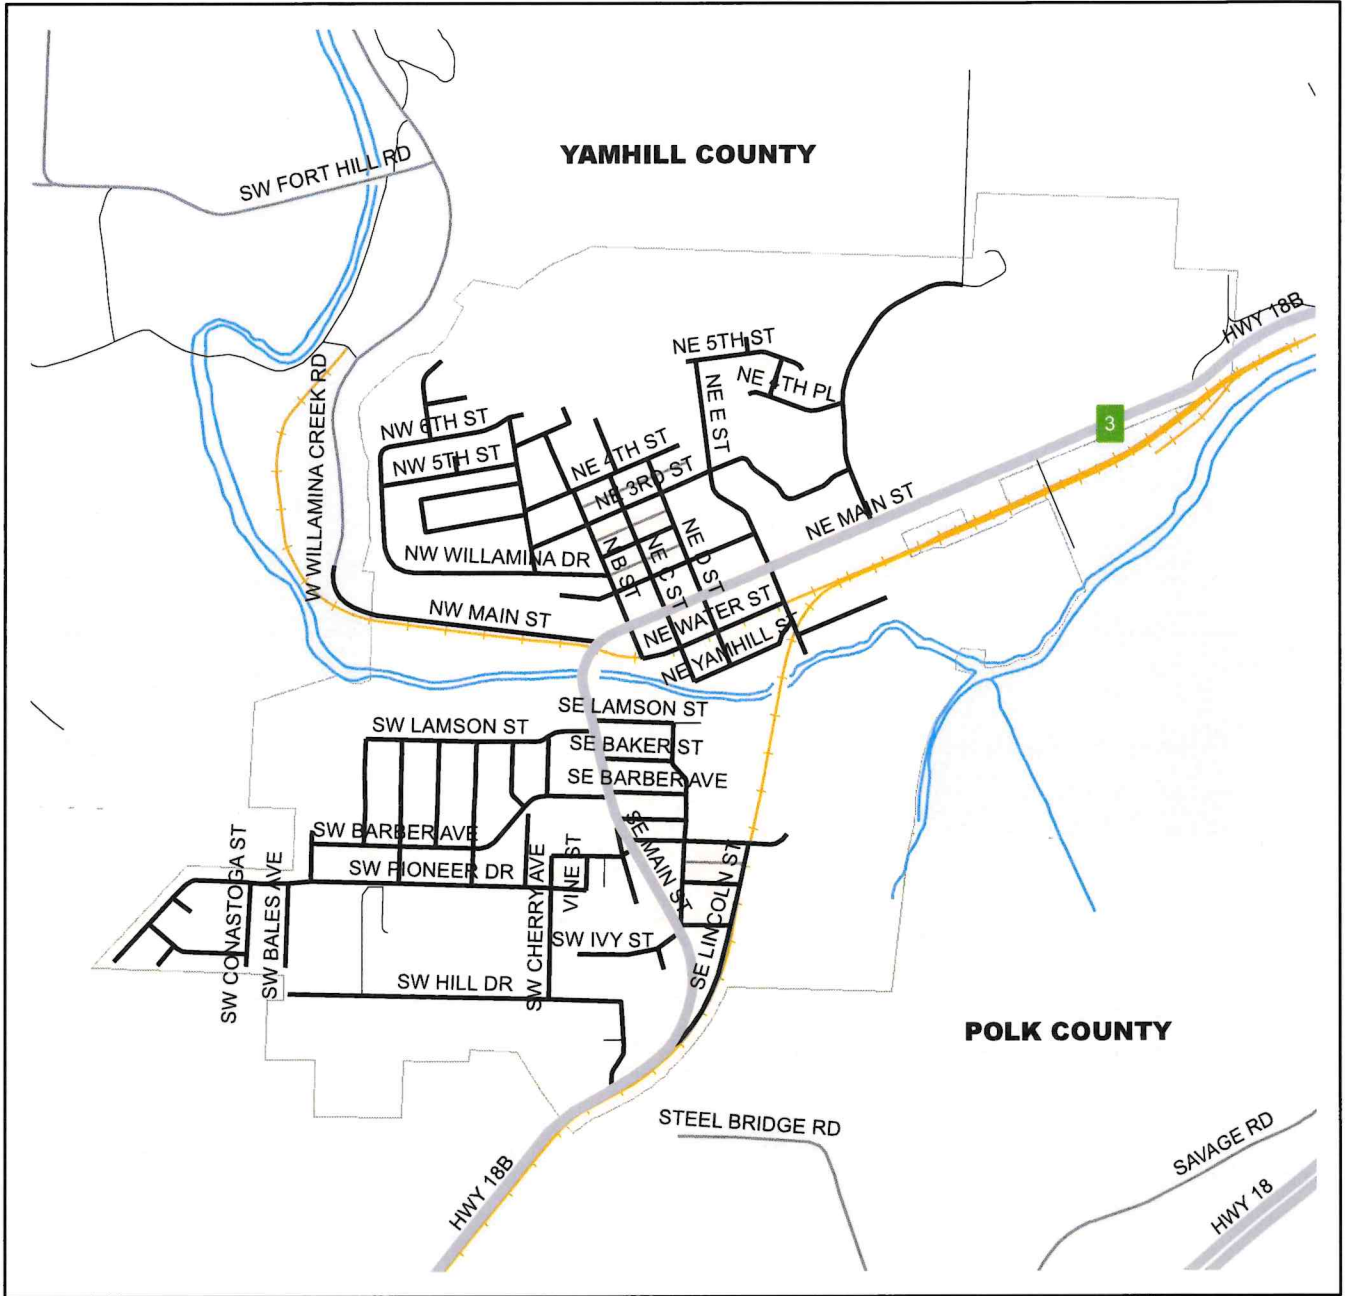 YAMHILL COUNTY
SW FORT HILL RD
HWY 18B
NE 5TH ST
NE 4TH PL
NE E ST
W WILLAMINA CREEK RD
NW 6TH ST
NW 5TH ST
NE 4TH ST
NE 3RD ST
3
NE MAIN ST
NW WILLAMINA DR
N B ST
NE C ST
NE D ST
NW MAIN ST
NE WATER ST
NE YAMHILL ST
SE LAMSON ST
SW LAMSON ST
SE BAKER ST
SE BARBER AVE
SW BARBER AVE
SE MAIN ST
SW PIONEER DR
VINE ST
SW CONASTOGA ST
SW BALES AVE
SW CHERRY AVE
SE LINCOLN ST
SW IVY ST
SW HILL DR
POLK COUNTY
STEEL BRIDGE RD
SAVAGE RD
HWY 18B
HWY 18